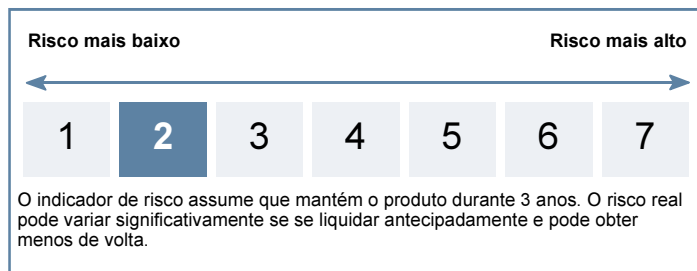 Risco mais baixo Risco mais alto
1 2 3 4 5 6 7
O indicador de risco assume que mantém o produto durante 3 anos. O risco real
pode variar significativamente se se liquidar antecipadamente e pode obter
menos de volta.